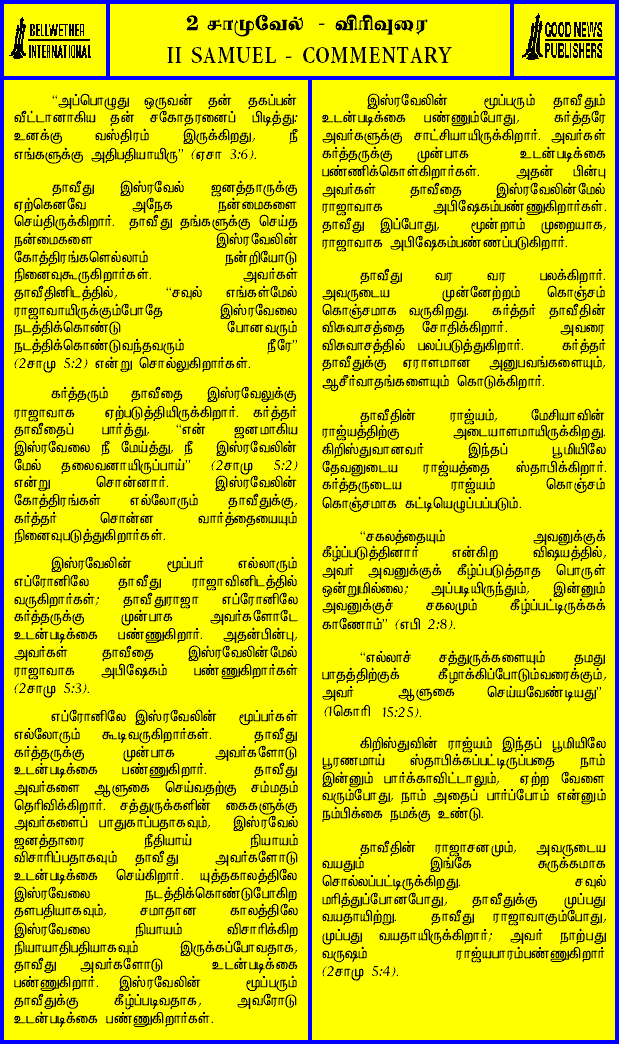 BELLWETHER
INTERNATIONAL
2 சாமுவேல் - விரிவுரை
II SAMUEL - COMMENTARY
GOOD NEWS
PUBLISHERS
“அப்பொழுது ஒருவன் தன் தகப்பன்
வீட்டானாகிய தன் சகோதரனைப் பிடித்து:
உனக்கு வஸ்திரம் இருக்கிறது, நீ
எங்களுக்கு அதிபதியாயிரு” (ஏசா 3:6).
தாவீது இஸ்ரவேல் ஜனத்தாருக்கு
ஏற்கெனவே அநேக நன்மைகளை
செய்திருக்கிறார். தாவீது தங்களுக்கு செய்த
நன்மைகளை இஸ்ரவேலின்
கோத்திரங்களெல்லாம் நன்றியோடு
நினைவுகூருகிறார்கள். அவர்கள்
தாவீதினிடத்தில், “சவுல் எங்கள்மேல்
ராஜாவாயிருக்கும்போதே இஸ்ரவேலை
நடத்திக்கொண்டு போனவரும்
நடத்திக்கொண்டுவந்தவரும் நீரே”
(2சாமு 5:2) என்று சொல்லுகிறார்கள்.
கர்த்தரும் தாவீதை இஸ்ரவேலுக்கு
ராஜாவாக ஏற்படுத்தியிருக்கிறார். கர்த்தர்
தாவீதைப் பார்த்து, “என் ஜனமாகிய
இஸ்ரவேலை நீ மேய்த்து, நீ இஸ்ரவேலின்
மேல் தலைவனாயிருப்பாய்” (2சாமு 5:2)
என்று சொன்னார். இஸ்ரவேலின்
கோத்திரங்கள் எல்லோரும் தாவீதுக்கு,
கர்த்தர் சொன்ன வார்த்தையையும்
நினைவுபடுத்துகிறார்கள்.
இஸ்ரவேலின் மூப்பர் எல்லாரும்
எப்ரோனிலே தாவீது ராஜாவினிடத்தில்
வருகிறார்கள்; தாவீதுராஜா எப்ரோனிலே
கர்த்தருக்கு முன்பாக அவர்களோடே
உடன்படிக்கை பண்ணுகிறார். அதன்பின்பு,
அவர்கள் தாவீதை இஸ்ரவேலின்மேல்
ராஜாவாக அபிஷேகம் பண்ணுகிறார்கள்
(2சாமு 5:3).
எப்ரோனிலே இஸ்ரவேலின் மூப்பர்கள்
எல்லோரும் கூடிவருகிறார்கள். தாவீது
கர்த்தருக்கு முன்பாக அவர்களோடு
உடன்படிக்கை பண்ணுகிறார். தாவீது
அவர்களை ஆளுகை செய்வதற்கு சம்மதம்
தெரிவிக்கிறார். சத்துருக்களின் கைகளுக்கு
அவர்களைப் பாதுகாப்பதாகவும், இஸ்ரவேல்
ஜனத்தாரை நீதியாய் நியாயம்
விசாரிப்பதாகவும் தாவீது அவர்களோடு
உடன்படிக்கை செய்கிறார். யுத்தகாலத்திலே
இஸ்ரவேலை நடத்திக்கொண்டுபோகிற
தளபதியாகவும், சமாதான காலத்திலே
இஸ்ரவேலை நியாயம் விசாரிக்கிற
நியாயாதிபதியாகவும் இருக்கப்போவதாக,
தாவீது அவர்களோடு உடன்படிக்கை
பண்ணுகிறார். இஸ்ரவேலின் மூப்பரும்
தாவீதுக்கு கீழ்ப்படிவதாக, அவரோடு
உடன்படிக்கை பண்ணுகிறார்கள்.
இஸ்ரவேலின் மூப்பரும் தாவீதும்
உடன்படிக்கை பண்ணும்போது, கர்த்தரே
அவர்களுக்கு சாட்சியாயிருக்கிறார். அவர்கள்
கர்த்தருக்கு முன்பாக உடன்படிக்கை
பண்ணிக்கொள்கிறார்கள். அதன் பின்பு
அவர்கள் தாவீதை இஸ்ரவேலின்மேல்
ராஜாவாக அபிஷேகம்பண்ணுகிறார்கள்.
தாவீது இப்போது, மூன்றாம் முறையாக,
ராஜாவாக அபிஷேகம்பண்ணப்படுகிறார்.
தாவீது வர வர பலக்கிறார்.
அவருடைய முன்னேற்றம் கொஞ்சம்
கொஞ்சமாக வருகிறது. கர்த்தர் தாவீதின்
விசுவாசத்தை சோதிக்கிறார். அவரை
விசுவாசத்தில் பலப்படுத்துகிறார். கர்த்தர்
தாவீதுக்கு ஏராளமான அனுபவங்களையும்,
ஆசீர்வாதங்களையும் கொடுக்கிறார்.
தாவீதின் ராஜ்யம், மேசியாவின்
ராஜ்யத்திற்கு அடையாளமாயிருக்கிறது.
கிறிஸ்துவானவர் இந்தப் பூமியிலே
தேவனுடைய ராஜ்யத்தை ஸ்தாபிக்கிறார்.
கர்த்தருடைய ராஜ்யம் கொஞ்சம்
கொஞ்சமாக கட்டியெழுப்பப்படும்.
“சகலத்தையும் அவனுக்குக்
கீழ்ப்படுத்தினார் என்கிற விஷயத்தில்,
அவர் அவனுக்குக் கீழ்ப்படுத்தாத பொருள்
ஒன்றுமில்லை; அப்படியிருந்தும், இன்னும்
அவனுக்குச் சகலமும் கீழ்ப்பட்டிருக்கக்
காணோம்” (எபி 2:8).
“எல்லாச் சத்துருக்களையும் தமது
பாதத்திற்குக் கீழாக்கிப்போடும்வரைக்கும்,
அவர் ஆளுகை செய்யவேண்டியது”
(1கொரி 15:25).
கிறிஸ்துவின் ராஜ்யம் இந்தப் பூமியிலே
பூரணமாய் ஸ்தாபிக்கப்பட்டிருப்பதை நாம்
இன்னும் பார்க்காவிட்டாலும், ஏற்ற வேளை
வரும்போது, நாம் அதைப் பார்ப்போம் என்னும்
நம்பிக்கை நமக்கு உண்டு.
தாவீதின் ராஜாசனமும், அவருடைய
வயதும் இங்கே சுருக்கமாக
சொல்லப்பட்டிருக்கிறது. சவுல்
மரித்துப்போனபோது, தாவீதுக்கு முப்பது
வயதாயிற்று. தாவீது ராஜாவாகும்போது,
முப்பது வயதாயிருக்கிறார்; அவர் நாற்பது
வருஷம் ராஜ்யபாரம்பண்ணுகிறார்
(2சாமு 5:4).